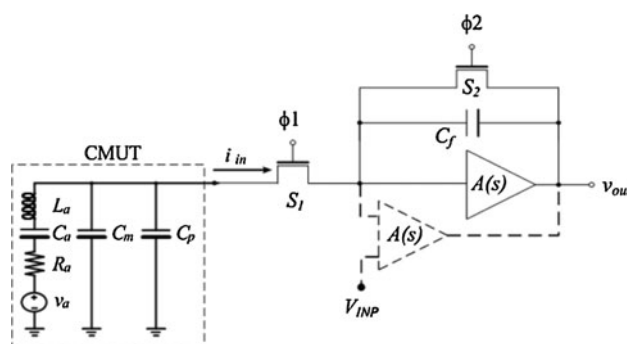 ϕ2
S2
ϕ1
Cf
CMUT
i in
A(s)
vou
S1
La
Ca
Cm
Cp
A(s)
Ra
va
VINP